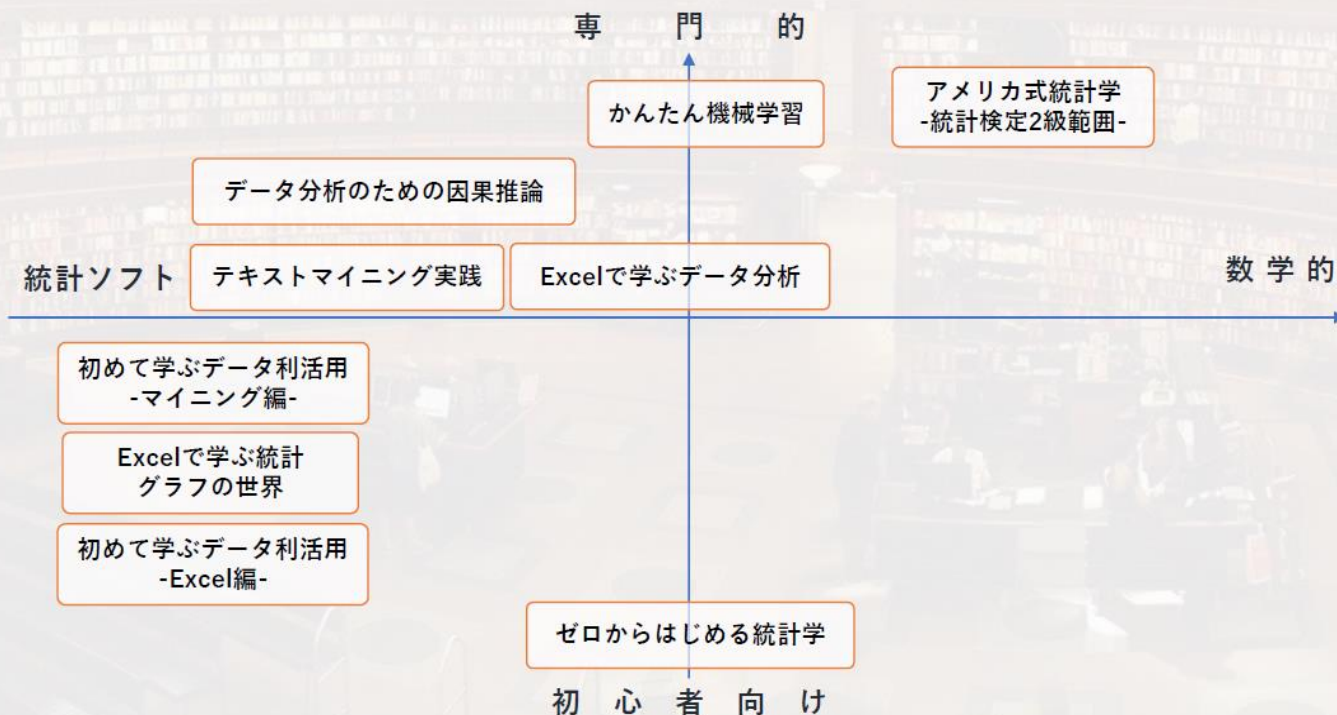 専門的
かんたん機械学習
アメリカ式統計学
-統計検定2級範囲-
データ分析のための因果推論
統計ソフト
テキストマイニング実践
Excelで学ぶデータ分析
数学的
初めて学ぶデータ利活用
-マイニング編-
Excelで学ぶ統計
グラフの世界
初めて学ぶデータ利活用
-Excel編-
ゼロからはじめる統計学
初心者向け